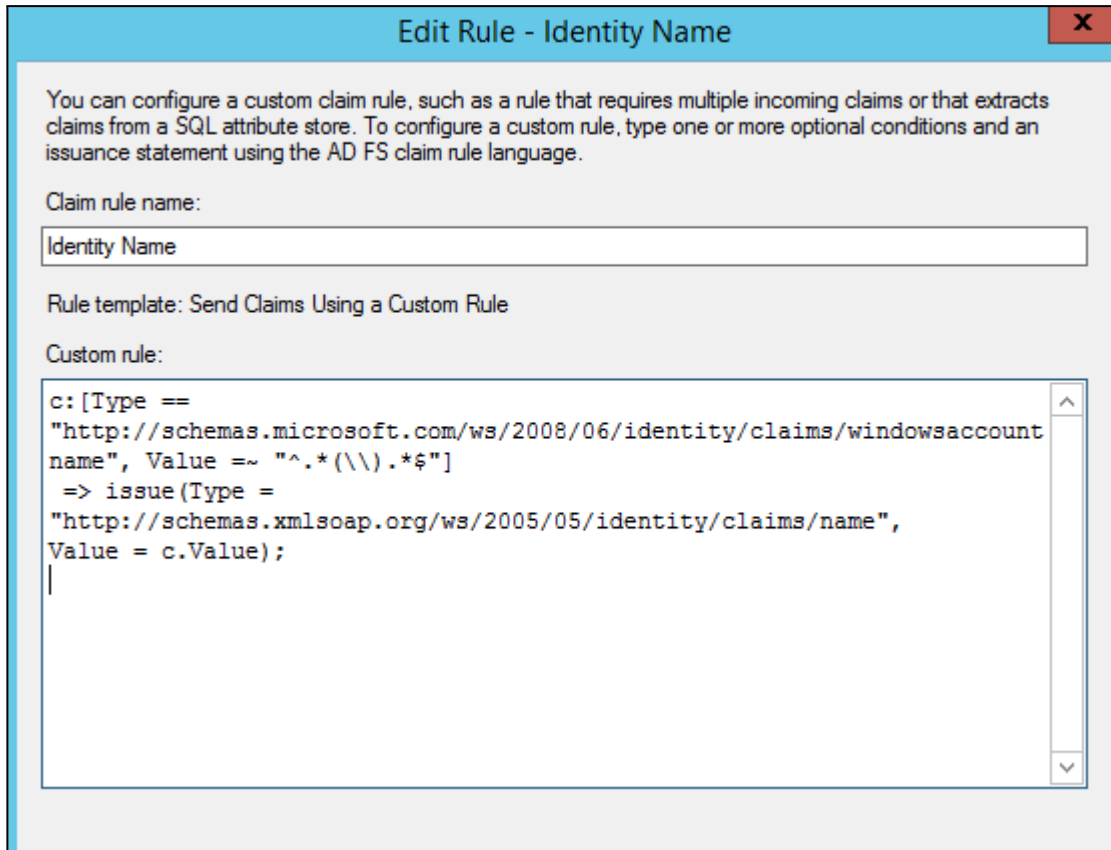 Edit Rule - Identity Name
x
You can configure a custom claim rule, such as a rule that requires multiple incoming claims or that extracts
claims from a SQL attribute store. To configure a custom rule, type one or more optional conditions and an
issuance statement using the AD FS claim rule language.
Claim rule name:
Identity Name
Rule template: Send Claims Using a Custom Rule
Custom rule:
c:[Type ==
"http://schemas.microsoft.com/ws/2008/06/identity/claims/windowsaccount
name", Value =~ "^.*(\\).*$"]
 => issue(Type =
"http://schemas.xmlsoap.org/ws/2005/05/identity/claims/name",
Value = c.Value);